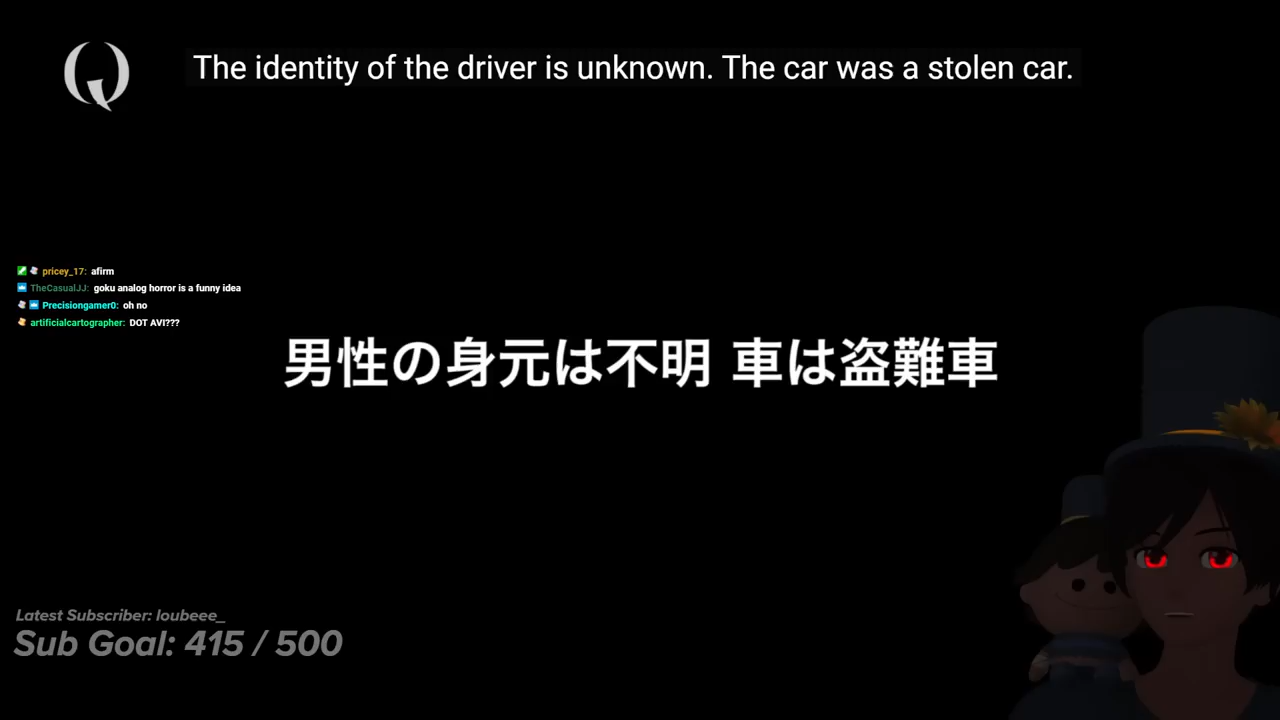 Q
The identity of the driver is unknown. The car was a stolen car.
pricey_17: afirm
TheCasualJJ: goku analog horror is a funny idea
Precisiongamer0: oh no
artificialcartographer: DOT AVI???
男性の身元は不明 車は盗難車
Latest Subscriber: loubeee_
Sub Goal: 415 / 500